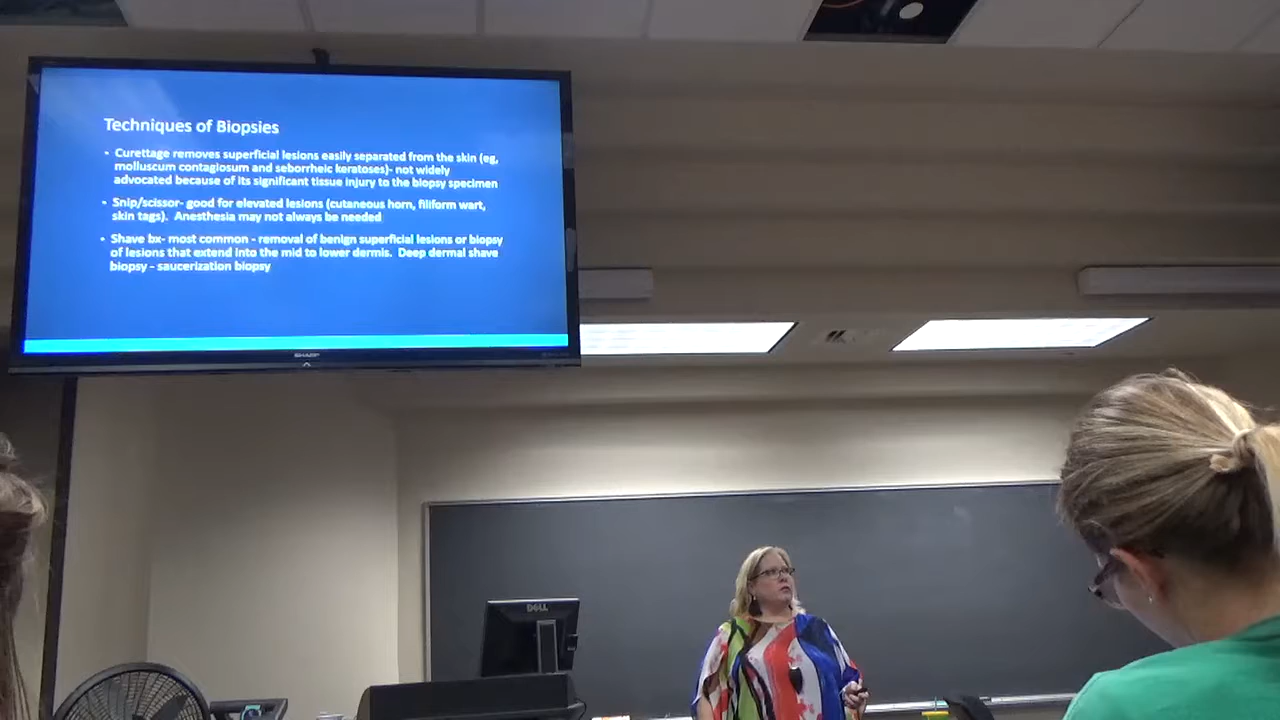 Techniques of Biopsies
• Curettage removes superficial lesions easily separated from the skin (eg,
molluscum contagiosum and seborrheic keratoses)- not widely
advocated because of its significant tissue injury to the biopsy specimen
• Snip/scissor- good for elevated lesions (cutaneous horn, filiform wart,
skin tags).  Anesthesia may not always be needed
• Shave bx- most common - removal of benign superficial lesions or biopsy
of lesions that extend into the mid to lower dermis.  Deep dermal shave
biopsy - saucerization biopsy
SHARP
DELL